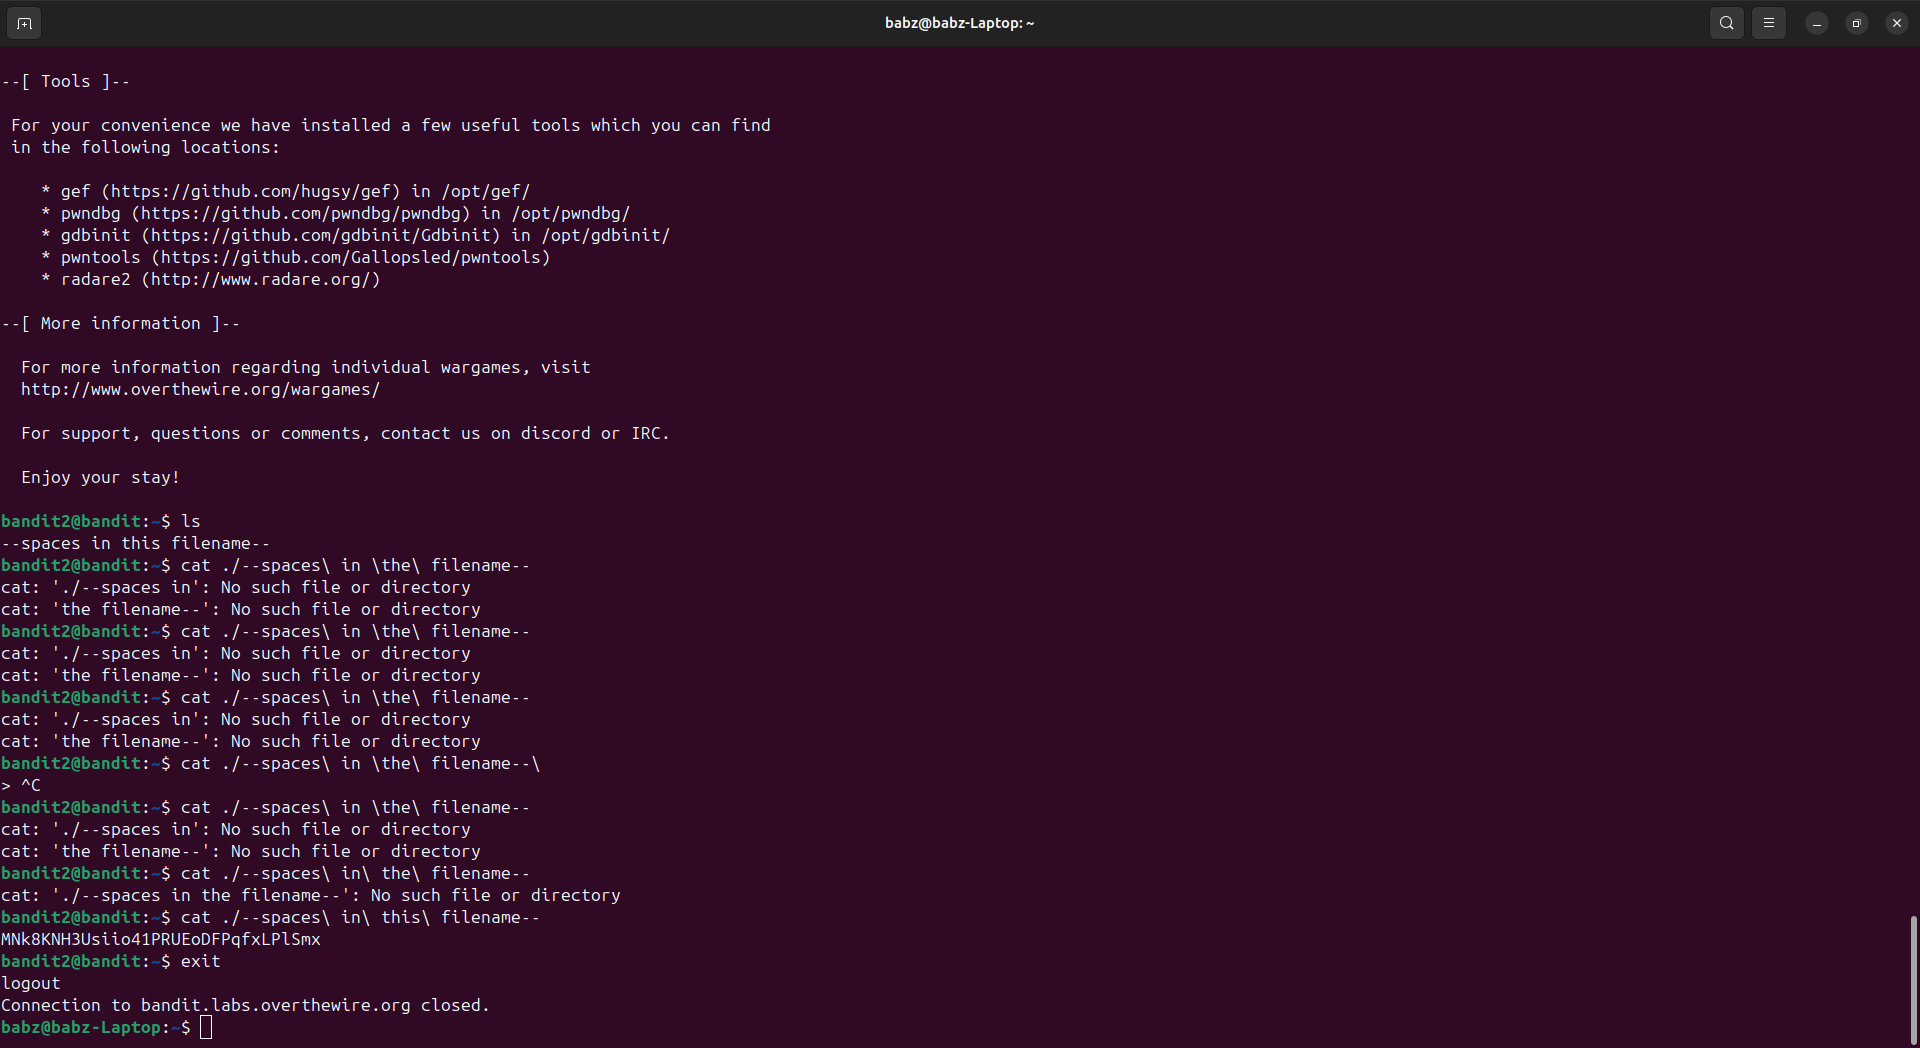 babz@babz-Laptop: ~
--[ Tools ]--
For your convenience we have installed a few useful tools which you can find
in the following locations:
* gef (https://github.com/hugsy/gef) in /opt/gef/
* pwndbg (https://github.com/pwndbg/pwndbg) in /opt/pwndbg/
* gdbinit (https://github.com/gdbinit/Gdbinit) in /opt/gdbinit/
* pwntools (https://github.com/Gallopsled/pwntools)
* radare2 (http://www.radare.org/)
--[ More information ]--
For more information regarding individual wargames, visit
http://www.overthewire.org/wargames/
For support, questions or comments, contact us on discord or IRC.
Enjoy your stay!
bandit2@bandit:~$ ls
--spaces in this filename--
bandit2@bandit:~$ cat ./--spaces\ in \the\ filename--
cat: './--spaces in': No such file or directory
cat: 'the filename--': No such file or directory
bandit2@bandit:~$ cat ./--spaces\ in \the\ filename--
cat: './--spaces in': No such file or directory
cat: 'the filename--': No such file or directory
bandit2@bandit:~$ cat ./--spaces\ in \the\ filename--
cat: './--spaces in': No such file or directory
cat: 'the filename--': No such file or directory
bandit2@bandit:~$ cat ./--spaces\ in \the\ filename--\
> ^C
bandit2@bandit:~$ cat ./--spaces\ in \the\ filename--
cat: './--spaces in': No such file or directory
cat: 'the filename--': No such file or directory
bandit2@bandit:~$ cat ./--spaces\ in\ the\ filename--
cat: './--spaces in the filename--': No such file or directory
bandit2@bandit:~$ cat ./--spaces\ in\ this\ filename--
MNk8KNH3Usiio41PRUEoDFPqfxLPlSmx
bandit2@bandit:~$ exit
logout
Connection to bandit.labs.overthewire.org closed.
babz@babz-Laptop:~$